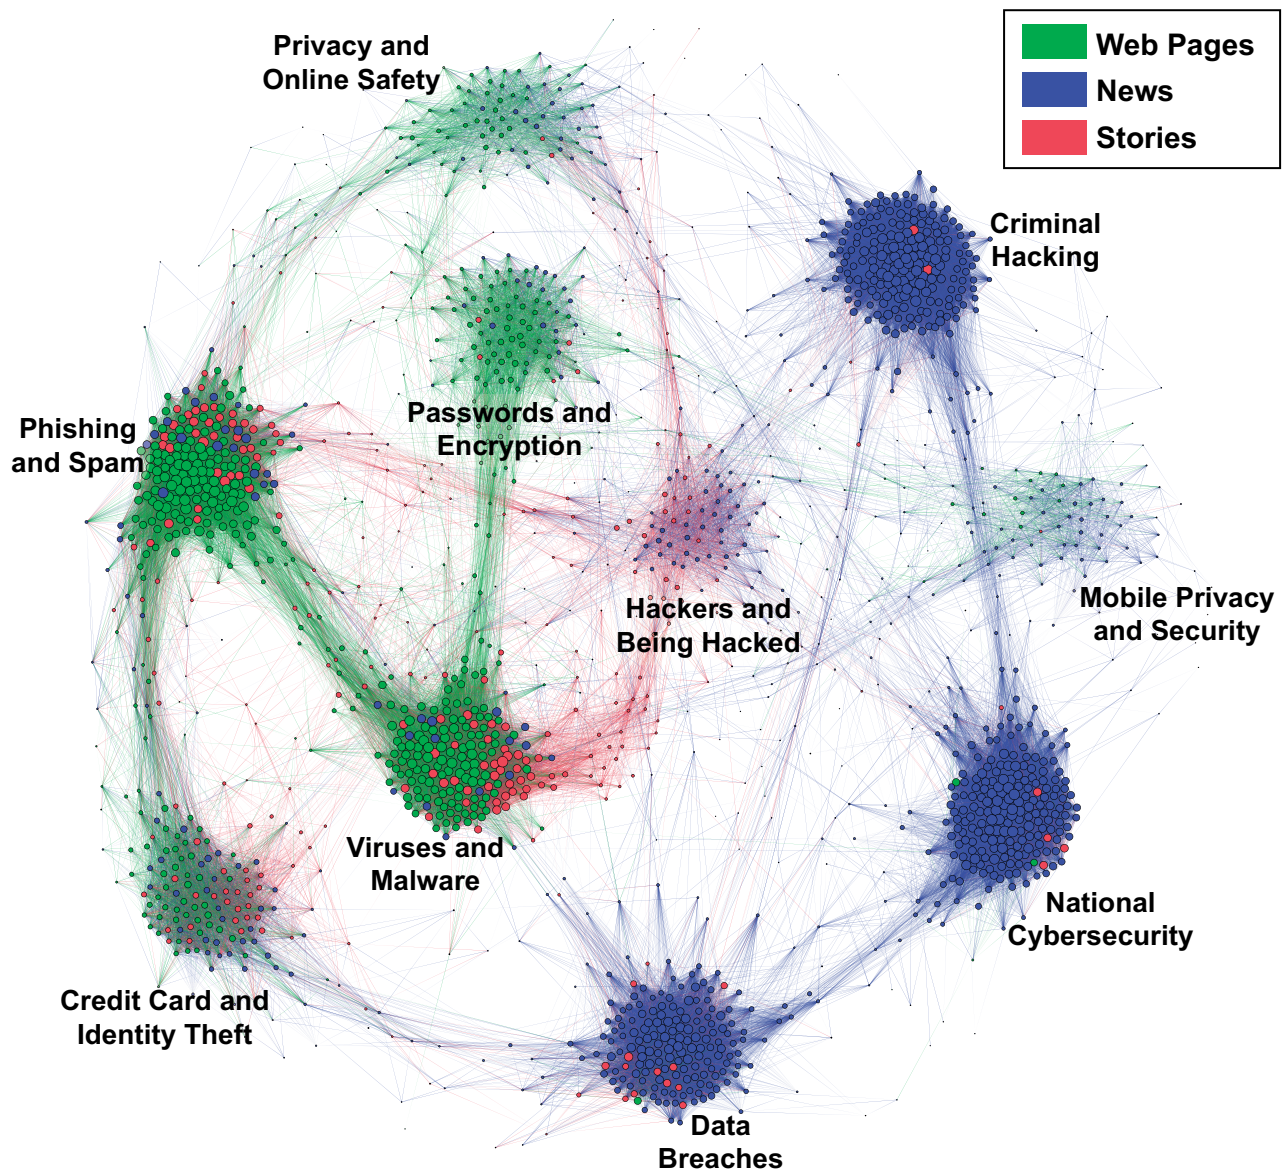 Privacy and
Online Safety
Web Pages
News
Stories
Criminal
Hacking
Passwords and
Encryption
Phishing
and Spam
Hackers and
Being Hacked
Mobile Privacy
and Security
Viruses and
Malware
National
Cybersecurity
Credit Card and
Identity Theft
Data
Breaches